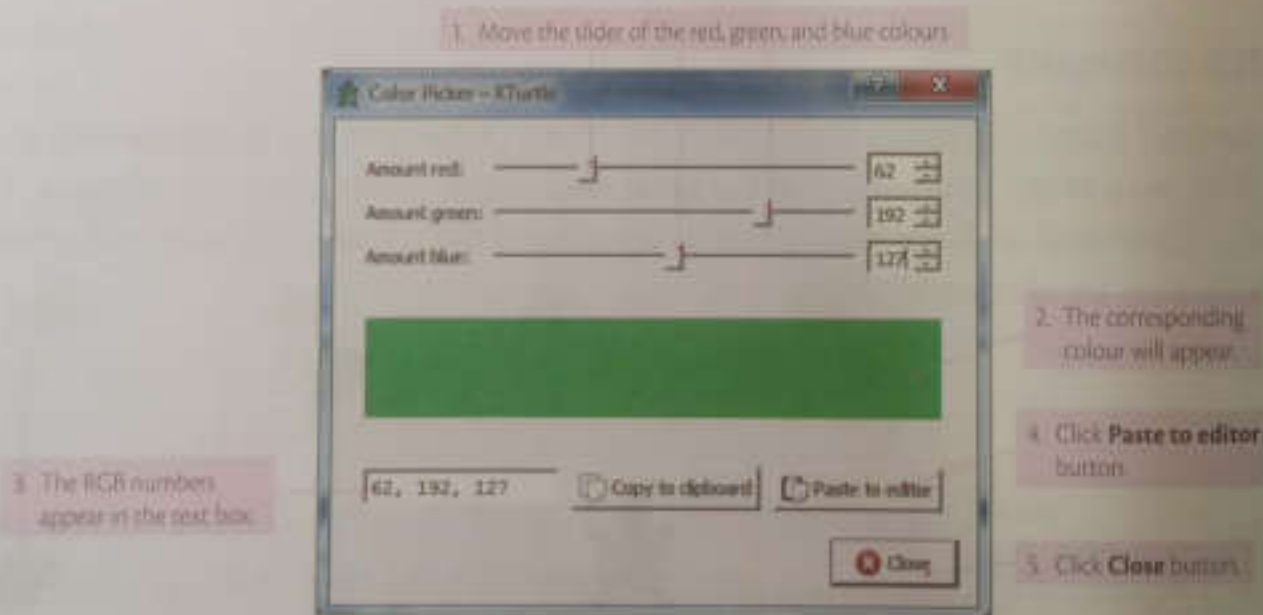 1. Move the slider of the red, green, and blue colours
Color Picker – KTurtle
Amount red: 62
Amount green: 192
Amount blue: 127
2. The corresponding
colour will appear.
4. Click Paste to editor
button.
3. The RGB numbers
appear in the text box.
62, 192, 127 Copy to clipboard Paste to editor
Close
5. Click Close button.